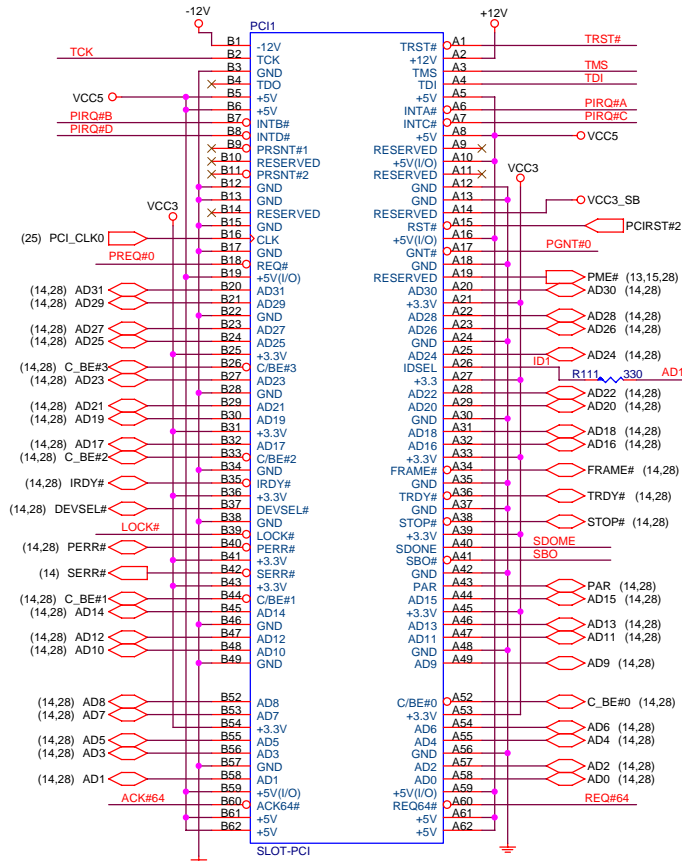 -12V +12V
PCI1
B1 -12V TRST# A1 TRST#
TCK B2 TCK +12V A2
B3 GND TMS A3 TMS
B4 TDO TDI A4 TDI
VCC5 B5 +5V +5V A5
B6 +5V INTA# A6 PIRQ#A
PIRQ#B B7 INTB# INTC# A7 PIRQ#C
PIRQ#D B8 INTD# +5V A8 VCC5
B9 PRSNT#1 RESERVED A9
B10 RESERVED +5V(I/O) A10
B11 PRSNT#2 RESERVED A11
B12 GND GND A12 VCC3
B13 GND GND A13
VCC3 B14 RESERVED RESERVED A14 VCC3_SB
B15 GND RST# A15 PCIRST#2
(25) PCI_CLK0 B16 CLK +5V(I/O) A16
B17 GND GNT# A17 PGNT#0
PREQ#0 B18 REQ# GND A18
B19 +5V(I/O) RESERVED A19 PME# (13,15,28)
(14,28) AD31 B20 AD31 AD30 A20 AD30 (14,28)
(14,28) AD29 B21 AD29 +3.3V A21
B22 GND AD28 A22 AD28 (14,28)
(14,28) AD27 B23 AD27 AD26 A23 AD26 (14,28)
(14,28) AD25 B24 AD25 GND A24
B25 +3.3V AD24 A25 AD24 (14,28)
(14,28) C_BE#3 B26 C/BE#3 IDSEL A26 ID1
(14,28) AD23 B27 AD23 +3.3 A27 R111 330 AD1
B28 GND AD22 A28 AD22 (14,28)
(14,28) AD21 B29 AD21 AD20 A29 AD20 (14,28)
(14,28) AD19 B30 AD19 GND A30
B31 +3.3V AD18 A31 AD18 (14,28)
(14,28) AD17 B32 AD17 AD16 A32 AD16 (14,28)
(14,28) C_BE#2 B33 C/BE#2 +3.3V A33
B34 GND FRAME# A34 FRAME# (14,28)
(14,28) IRDY# B35 IRDY# GND A35
B36 +3.3V TRDY# A36 TRDY# (14,28)
(14,28) DEVSEL# B37 DEVSEL# GND A37
B38 GND STOP# A38 STOP# (14,28)
LOCK# B39 LOCK# +3.3V A39
(14,28) PERR# B40 PERR# SDONE A40 SDOME
B41 +3.3V SBO# A41 SBO
(14) SERR# B42 SERR# GND A42
B43 +3.3V PAR A43 PAR (14,28)
(14,28) C_BE#1 B44 C/BE#1 AD15 A44 AD15 (14,28)
(14,28) AD14 B45 AD14 +3.3V A45
B46 GND AD13 A46 AD13 (14,28)
(14,28) AD12 B47 AD12 AD11 A47 AD11 (14,28)
(14,28) AD10 B48 AD10 GND A48
B49 GND AD9 A49 AD9 (14,28)
(14,28) AD8 B52 AD8 C/BE#0 A52 C_BE#0 (14,28)
(14,28) AD7 B53 AD7 +3.3V A53
B54 +3.3V AD6 A54 AD6 (14,28)
(14,28) AD5 B55 AD5 AD4 A55 AD4 (14,28)
(14,28) AD3 B56 AD3 GND A56
B57 GND AD2 A57 AD2 (14,28)
(14,28) AD1 B58 AD1 AD0 A58 AD0 (14,28)
B59 +5V(I/O) +5V(I/O) A59
ACK#64 B60 ACK64# REQ64# A60 REQ#64
B61 +5V +5V A61
B62 +5V +5V A62
SLOT-PCI